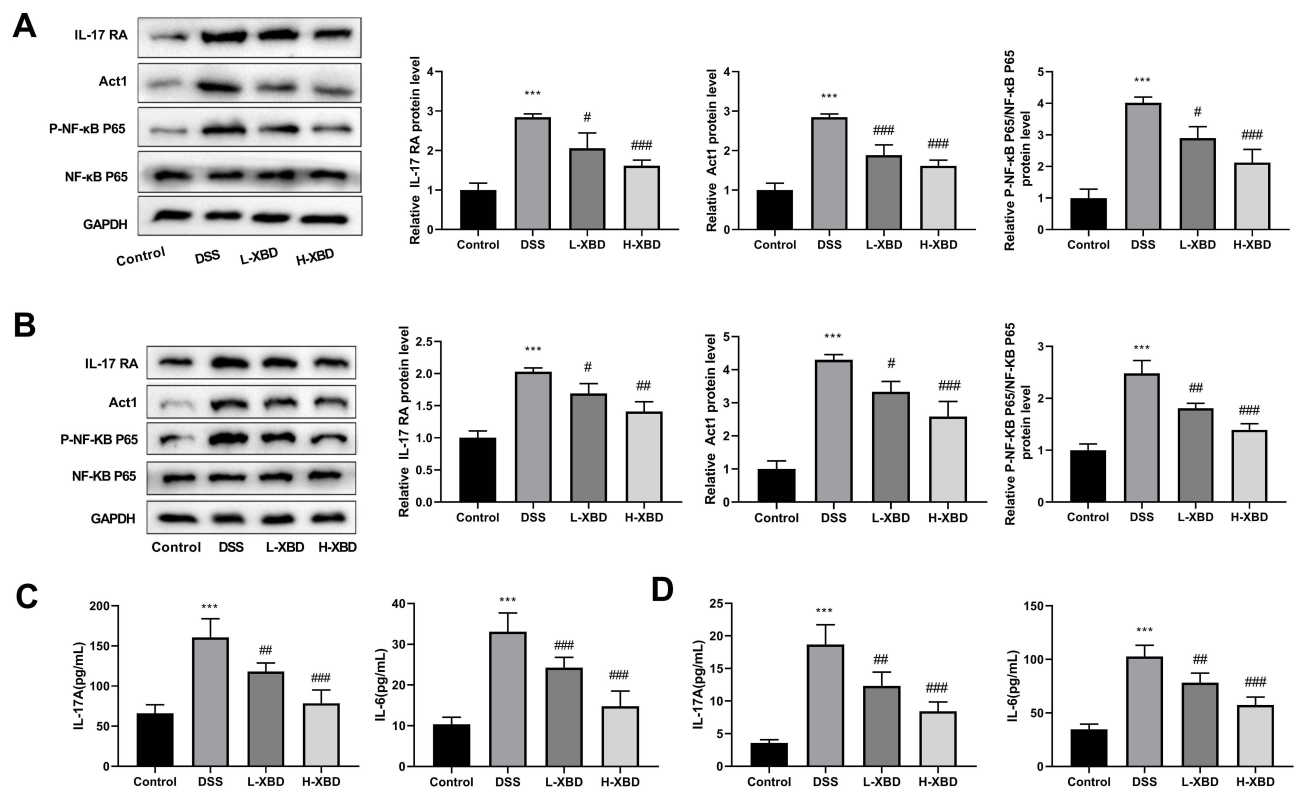 A
IL-17 RA
Act1
P-NF-κB P65
NF-κB P65
GAPDH
Control DSS L-XBD H-XBD
Relative IL-17 RA protein level
4
3
2
1
0
***
#
###
Control DSS L-XBD H-XBD
Relative Act1 protein level
4
3
2
1
0
***
###
###
Control DSS L-XBD H-XBD
Relative P-NF-κB P65/NF-κB P65
protein level
5
4
3
2
1
0
***
#
###
Control DSS L-XBD H-XBD
B
IL-17 RA
Act1
P-NF-KB P65
NF-KB P65
GAPDH
Control DSS L-XBD H-XBD
Relative IL-17 RA protein level
2.5
2.0
1.5
1.0
0.5
0.0
***
#
##
Control DSS L-XBD H-XBD
Relative Act1 protein level
5
4
3
2
1
0
***
#
###
Control DSS L-XBD H-XBD
Relative P-NF-KB P65/NF-KB P65
protein level
3
2
1
0
***
##
###
Control DSS L-XBD H-XBD
C
IL-17A(pg/mL)
200
150
100
50
0
***
##
###
Control DSS L-XBD H-XBD
IL-6(pg/mL)
40
30
20
10
0
***
###
###
Control DSS L-XBD H-XBD
D
IL-17A(pg/mL)
25
20
15
10
5
0
***
##
###
Control DSS L-XBD H-XBD
IL-6(pg/mL)
150
100
50
0
***
##
###
Control DSS L-XBD H-XBD